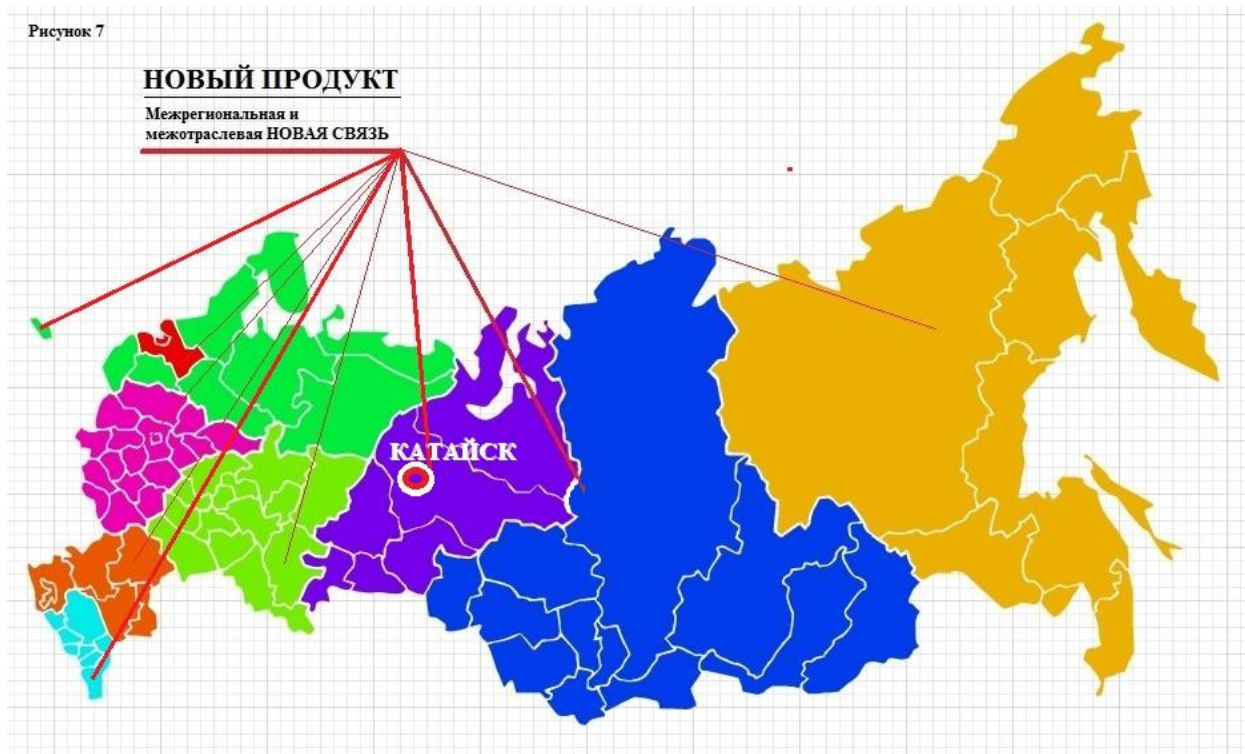 Рисунок 7
НОВЫЙ ПРОДУКТ
Межрегиональная и
межотраслевая НОВАЯ СВЯЗЬ
КАТАЙСК